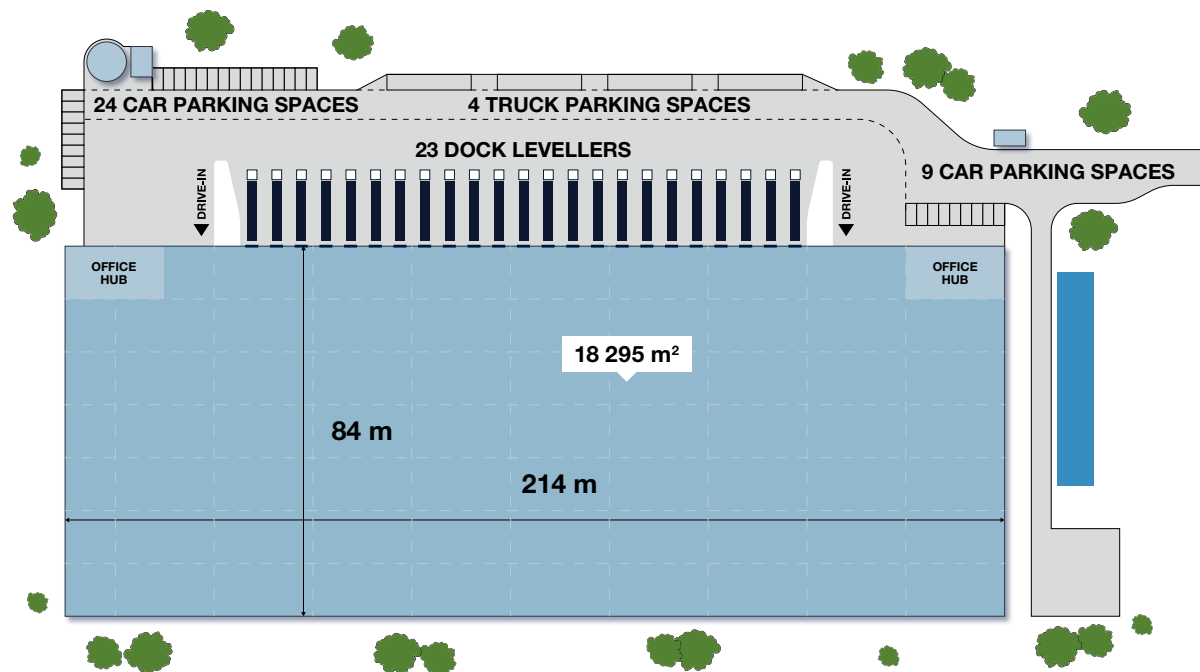 24 CAR PARKING SPACES
4 TRUCK PARKING SPACES
23 DOCK LEVELLERS
9 CAR PARKING SPACES
DRIVE-IN
DRIVE-IN
OFFICE
HUB
OFFICE
HUB
18 295 m²
84 m
214 m